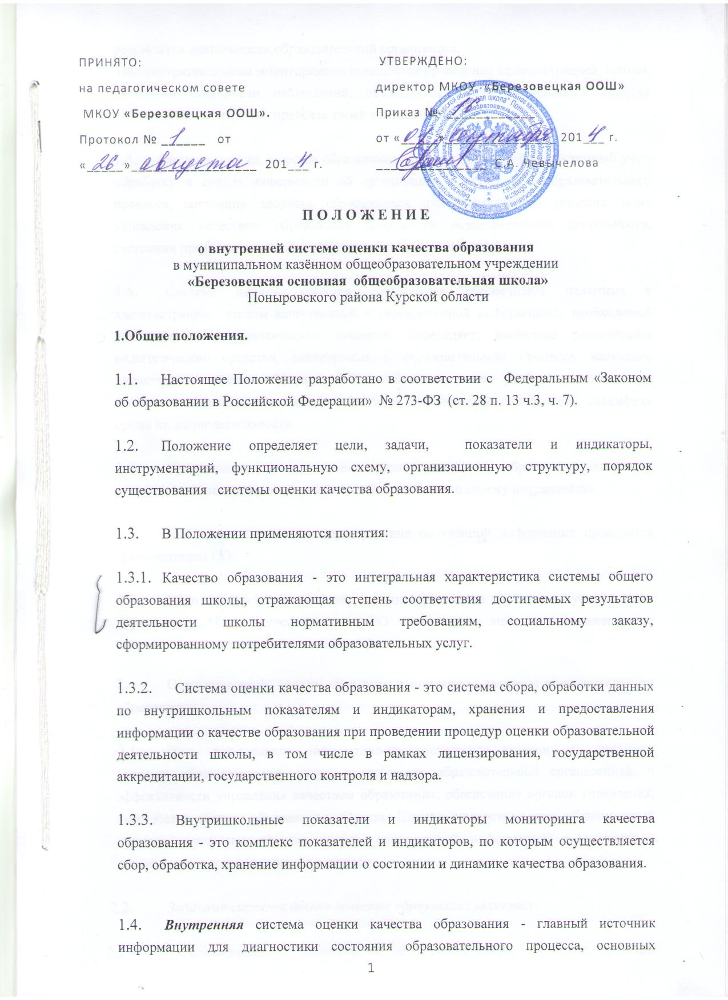 ПРИНЯТО:
на педагогическом совете
МКОУ «Березовецкая ООШ».
Протокол № 1 от
«26» августа 2014 г.
УТВЕРЖДЕНО:
директор МКОУ «Березовецкая ООШ»
Приказ №
от « » сентября 2014 г.
С.А. Чевычелова
ПОЛОЖЕНИЕ
о внутренней системе оценки качества образования
в муниципальном казённом общеобразовательном учреждении
«Березовецкая основная общеобразовательная школа»
Поныровского района Курской области
1.Общие положения.
1.1. Настоящее Положение разработано в соответствии с Федеральным «Законом
об образовании в Российской Федерации» № 273-ФЗ (ст. 28 п. 13 ч.3, ч. 7).
1.2. Положение определяет цели, задачи, показатели и индикаторы,
инструментарий, функциональную схему, организационную структуру, порядок
существования системы оценки качества образования.
1.3. В Положении применяются понятия:
1.3.1. Качество образования - это интегральная характеристика системы общего
образования школы, отражающая степень соответствия достигаемых результатов
деятельности школы нормативным требованиям, социальному заказу,
сформированному потребителями образовательных услуг.
1.3.2. Система оценки качества образования - это система сбора, обработки данных
по внутришкольным показателям и индикаторам, хранения и предоставления
информации о качестве образования при проведении процедур оценки образовательной
деятельности школы, в том числе в рамках лицензирования, государственной
аккредитации, государственного контроля и надзора.
1.3.3. Внутришкольные показатели и индикаторы мониторинга качества
образования - это комплекс показателей и индикаторов, по которым осуществляется
сбор, обработка, хранение информации о состоянии и динамике качества образования.
1.4. Внутренняя система оценки качества образования - главный источник
информации для диагностики состояния образовательного процесса, основных
1